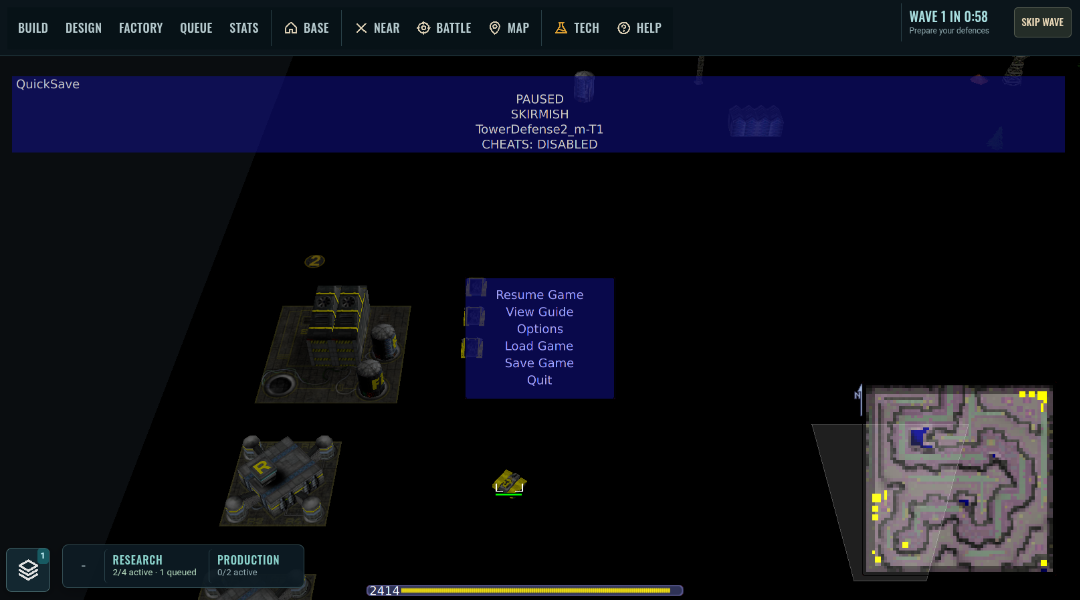 BUILD DESIGN FACTORY QUEUE STATS BASE NEAR BATTLE MAP TECH HELP
WAVE 1 IN 0:58
Prepare your defences
SKIP WAVE
QuickSave
PAUSED
SKIRMISH
TowerDefense2_m-T1
CHEATS: DISABLED
2
Resume Game
View Guide
Options
Load Game
Save Game
Quit
N
R
1
-
RESEARCH
2/4 active · 1 queued
PRODUCTION
0/2 active
2414